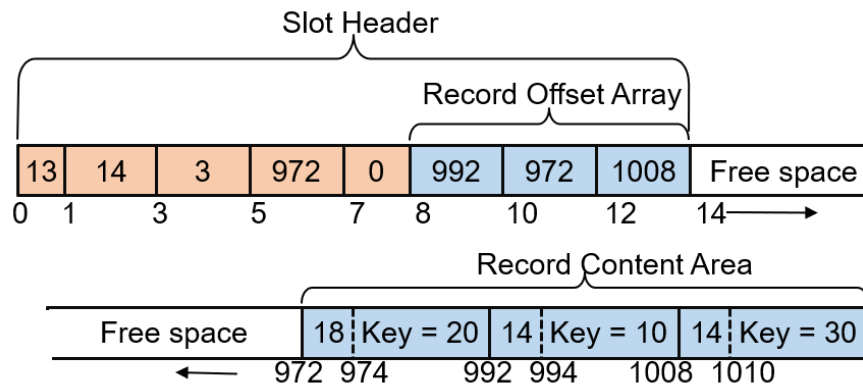 Slot Header
Record Offset Array
13 14 3 972 0 992 972 1008 Free space
0 1 3 5 7 8 10 12 14
Record Content Area
Free space 18 Key = 20 14 Key = 10 14 Key = 30
972 974 992 994 1008 1010